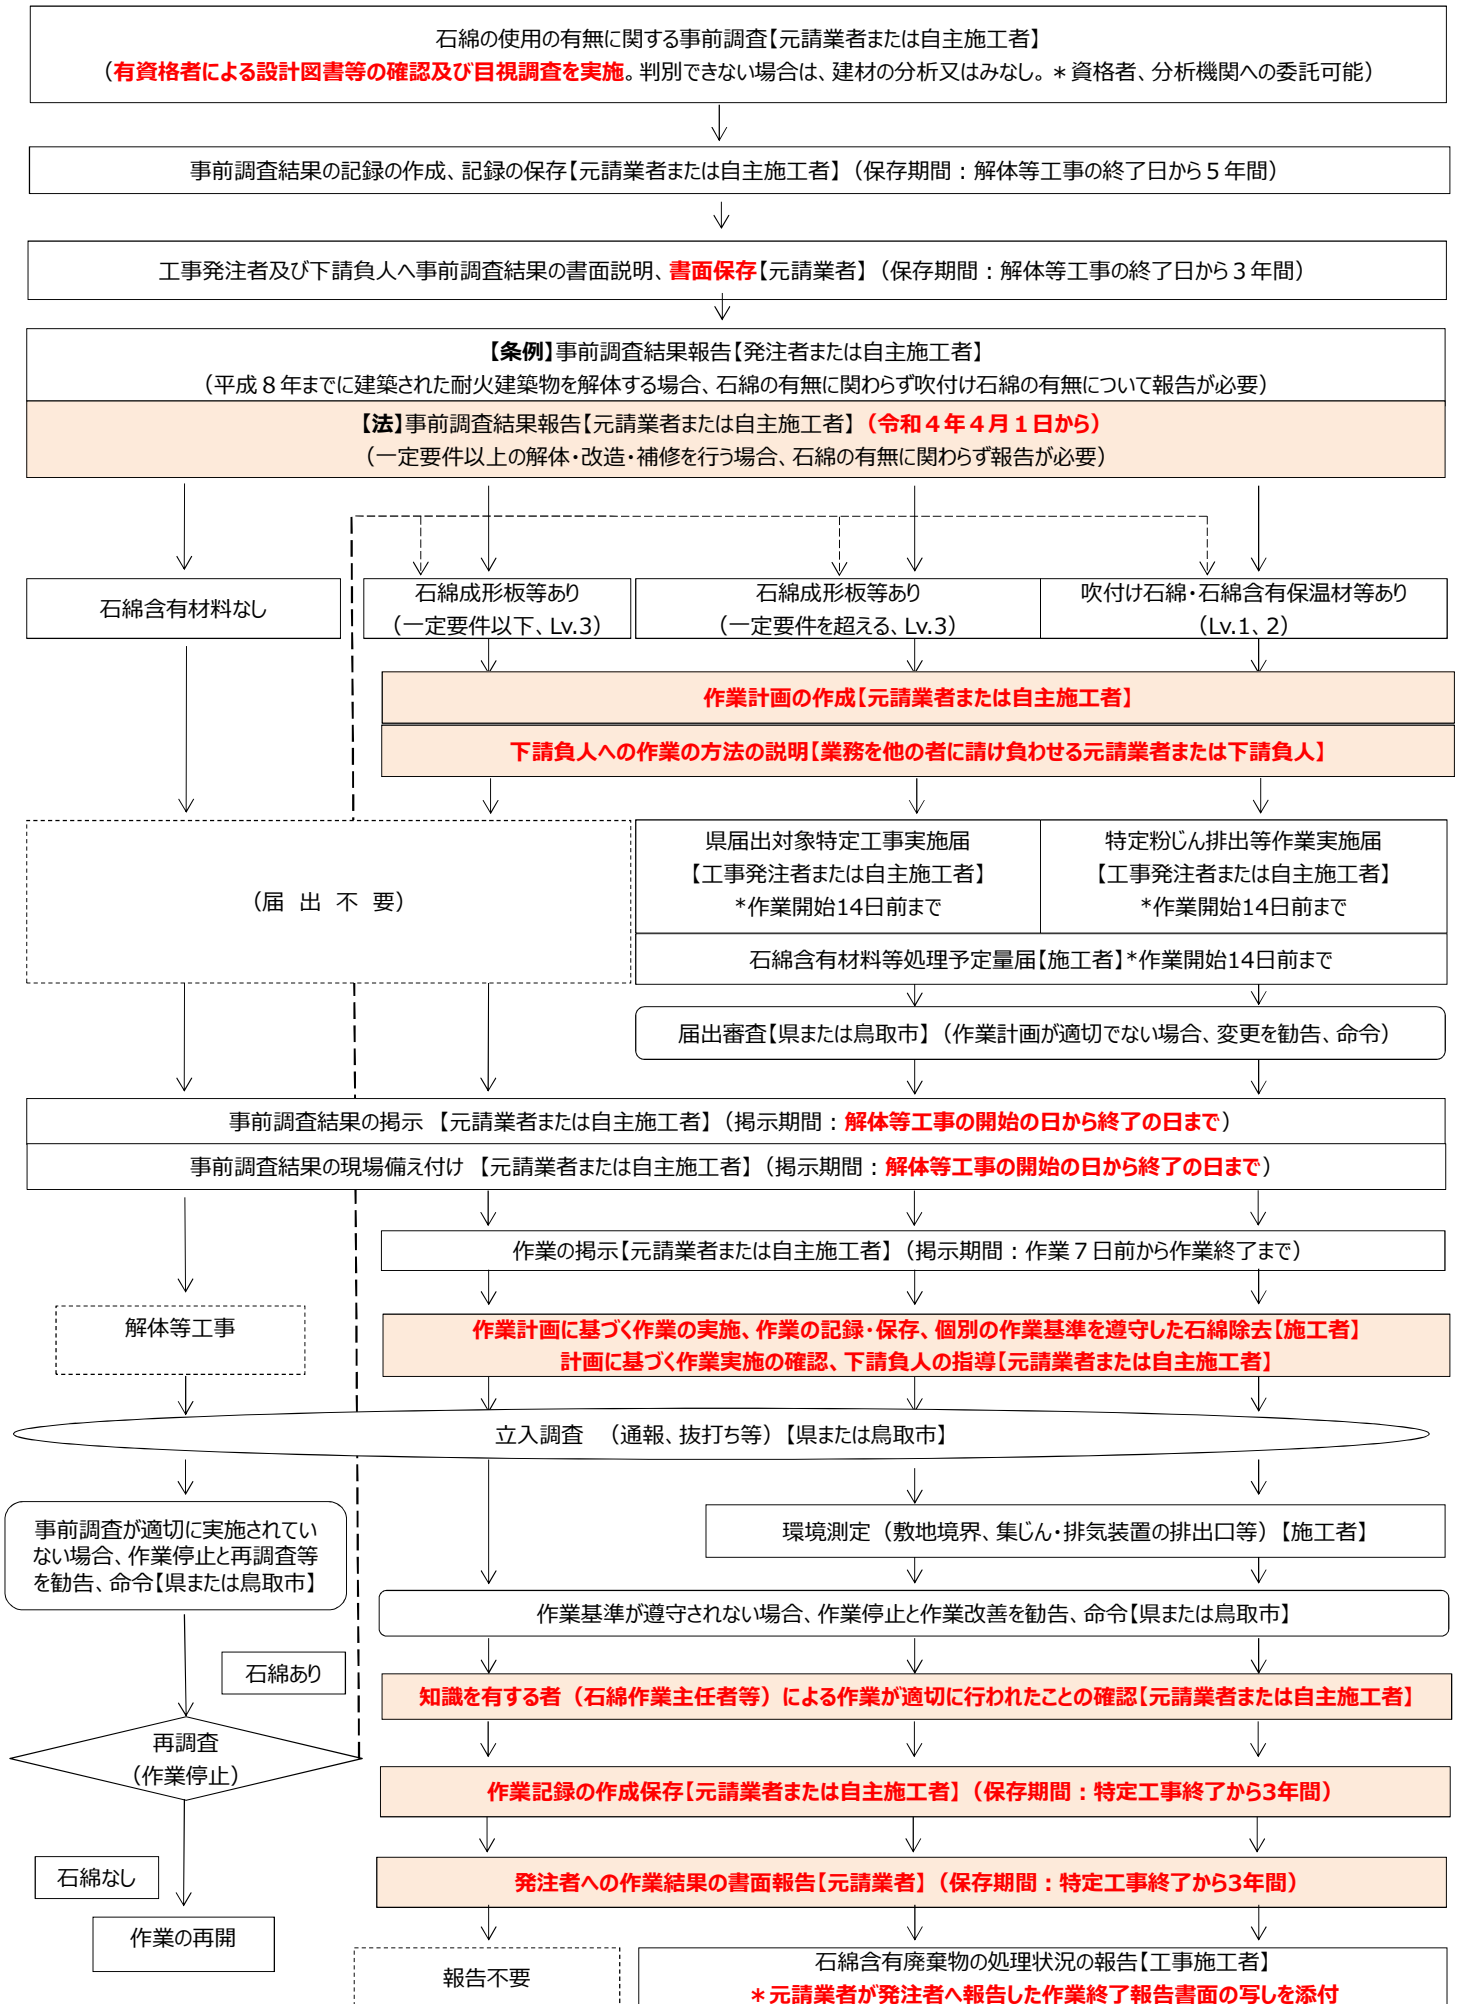 石綿の使用の有無に関する事前調査【元請業者または自主施工者】
（有資格者による設計図書等の確認及び目視調査を実施。判別できない場合は、建材の分析又はみなし。＊資格者、分析機関への委託可能）
事前調査結果の記録の作成、記録の保存【元請業者または自主施工者】（保存期間：解体等工事の終了日から５年間）
工事発注者及び下請負人へ事前調査結果の書面説明、書面保存【元請業者】（保存期間：解体等工事の終了日から３年間）
【条例】事前調査結果報告【発注者または自主施工者】
（平成８年までに建築された耐火建築物を解体する場合、石綿の有無に関わらず吹付け石綿の有無について報告が必要）
【法】事前調査結果報告【元請業者または自主施工者】（令和４年４月１日から）
（一定要件以上の解体・改造・補修を行う場合、石綿の有無に関わらず報告が必要）
石綿含有材料なし
石綿成形板等あり
（一定要件以下、Lv.3）
石綿成形板等あり
（一定要件を超える、Lv.3）
吹付け石綿・石綿含有保温材等あり
（Lv.1、2）
作業計画の作成【元請業者または自主施工者】
下請負人への作業の方法の説明【業務を他の者に請け負わせる元請業者または下請負人】
（届 出 不 要）
県届出対象特定工事実施届
【工事発注者または自主施工者】
*作業開始14日前まで
特定粉じん排出等作業実施届
【工事発注者または自主施工者】
*作業開始14日前まで
石綿含有材料等処理予定量届【施工者】*作業開始14日前まで
届出審査【県または鳥取市】（作業計画が適切でない場合、変更を勧告、命令）
事前調査結果の掲示 【元請業者または自主施工者】（掲示期間：解体等工事の開始の日から終了の日まで）
事前調査結果の現場備え付け 【元請業者または自主施工者】（掲示期間：解体等工事の開始の日から終了の日まで）
作業の掲示【元請業者または自主施工者】（掲示期間：作業７日前から作業終了まで）
解体等工事
作業計画に基づく作業の実施、作業の記録・保存、個別の作業基準を遵守した石綿除去【施工者】
計画に基づく作業実施の確認、下請負人の指導【元請業者または自主施工者】
立入調査 （通報、抜打ち等）【県または鳥取市】
事前調査が適切に実施されてい
ない場合、作業停止と再調査等
を勧告、命令【県または鳥取市】
環境測定（敷地境界、集じん・排気装置の排出口等）【施工者】
作業基準が遵守されない場合、作業停止と作業改善を勧告、命令【県または鳥取市】
石綿あり
知識を有する者（石綿作業主任者等）による作業が適切に行われたことの確認【元請業者または自主施工者】
再調査
（作業停止）
作業記録の作成保存【元請業者または自主施工者】（保存期間：特定工事終了から3年間）
石綿なし
発注者への作業結果の書面報告【元請業者】（保存期間：特定工事終了から3年間）
作業の再開
報告不要
石綿含有廃棄物の処理状況の報告【工事施工者】
＊元請業者が発注者へ報告した作業終了報告書面の写しを添付